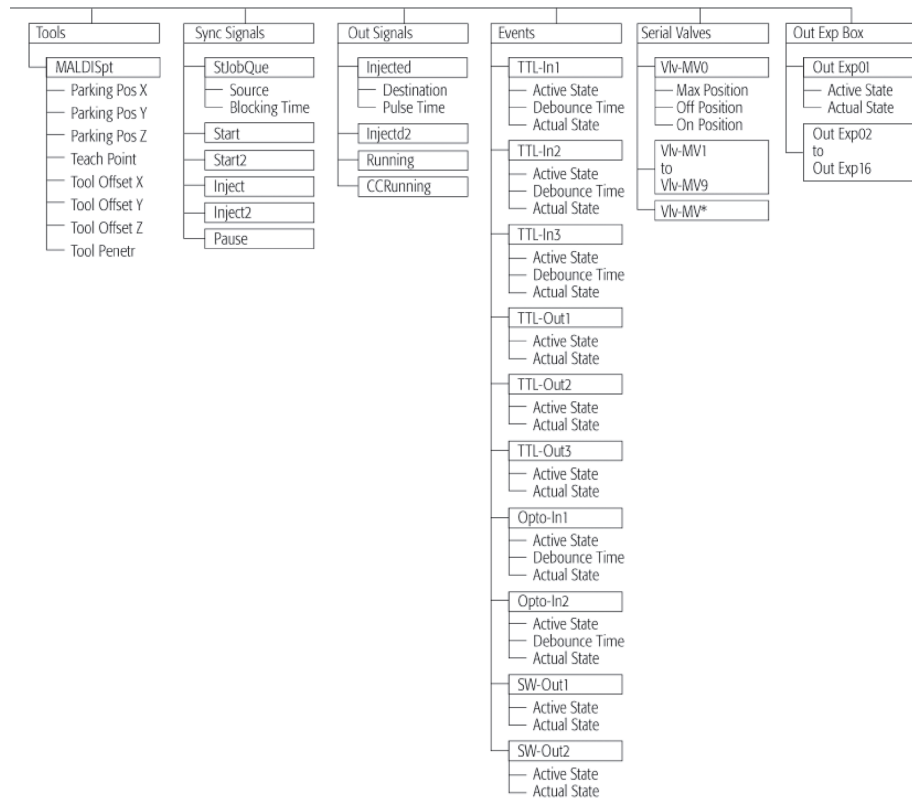 Tools
MALDISpt
Parking Pos X
Parking Pos Y
Parking Pos Z
Teach Point
Tool Offset X
Tool Offset Y
Tool Offset Z
Tool Penetr
Sync Signals
StJobQue
Source
Blocking Time
Start
Start2
Inject
Inject2
Pause
Out Signals
Injected
Destination
Pulse Time
Injectd2
Running
CCRunning
Events
TTL-In1
Active State
Debounce Time
Actual State
TTL-In2
Active State
Debounce Time
Actual State
TTL-In3
Active State
Debounce Time
Actual State
TTL-Out1
Active State
Actual State
TTL-Out2
Active State
Actual State
TTL-Out3
Active State
Actual State
Opto-In1
Active State
Debounce Time
Actual State
Opto-In2
Active State
Debounce Time
Actual State
SW-Out1
Active State
Actual State
SW-Out2
Active State
Actual State
Serial Valves
Vlv-MV0
Max Position
Off Position
On Position
Vlv-MV1
to
Vlv-MV9
Vlv-MV*
Out Exp Box
Out Exp01
Active State
Actual State
Out Exp02
to
Out Exp16